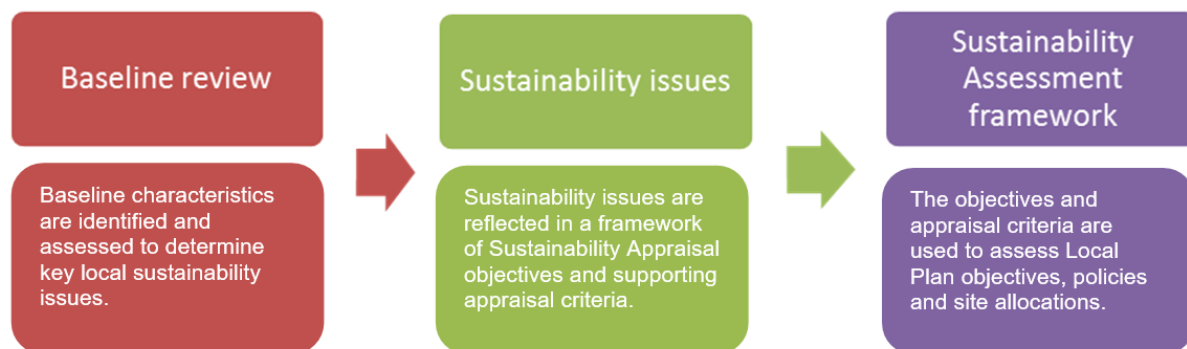 Baseline review
Baseline characteristics
are identified and
assessed to determine
key local sustainability
issues.
Sustainability issues
Sustainability issues are
reflected in a framework
of Sustainability Appraisal
objectives and supporting
appraisal criteria.
Sustainability
Assessment
framework
The objectives and
appraisal criteria are
used to assess Local
Plan objectives, policies
and site allocations.